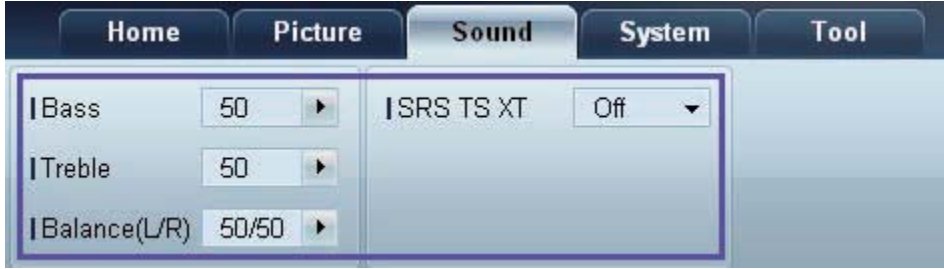 Home Picture Sound System Tool
Bass 50
Treble 50
Balance(L/R) 50/50
SRS TS XT Off